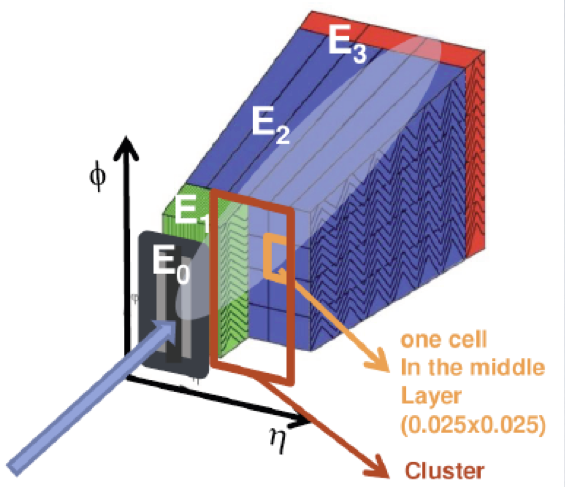 E3
E2
E1
E0
ϕ
η
one cell
In the middle
Layer
(0.025x0.025)
Cluster